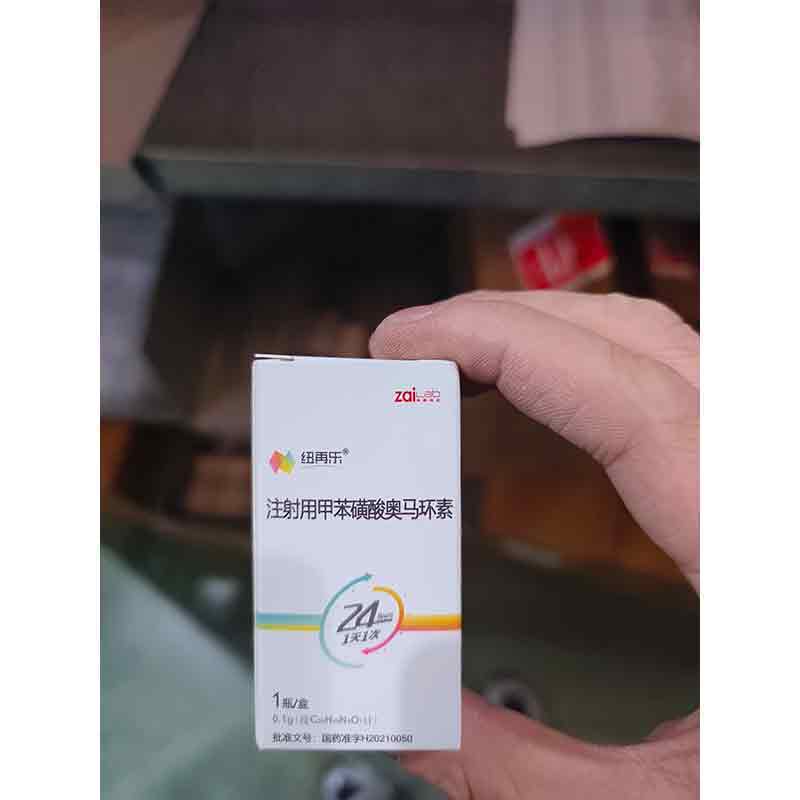 zaiLab
纽再乐®
注射用甲苯磺酸奥马环素
24
1天1次
1瓶/盒
批准文号：国药准字H20210050